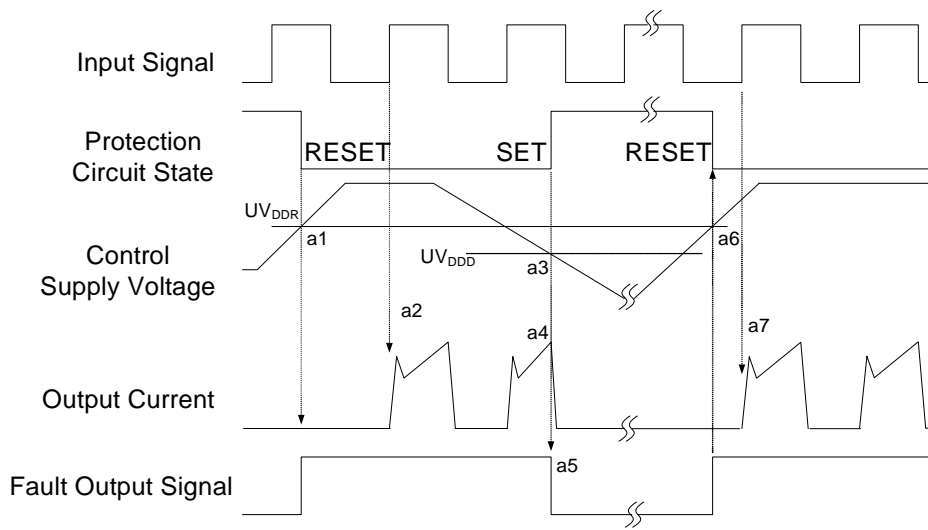 Input Signal
Protection
Circuit State
RESET
SET
RESET
UVDDR
a1
a6
Control
Supply Voltage
UVDDD
a3
a2
a4
a7
Output Current
a5
Fault Output Signal